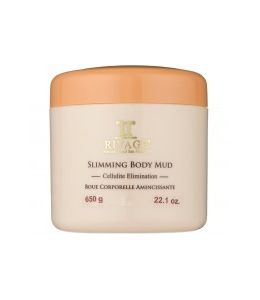 RIVAGE
SLIMMING BODY MUD
Cellulite Elimination
BOUE CORPORELLE AMINCISSANTE
650 g 22.1 oz.